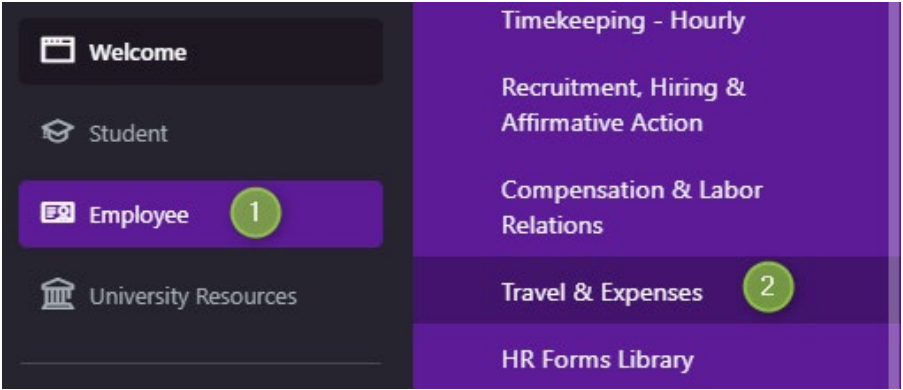 Welcome
Student
Employee 1
University Resources
Timekeeping - Hourly
Recruitment, Hiring &
Affirmative Action
Compensation & Labor
Relations
Travel & Expenses 2
HR Forms Library